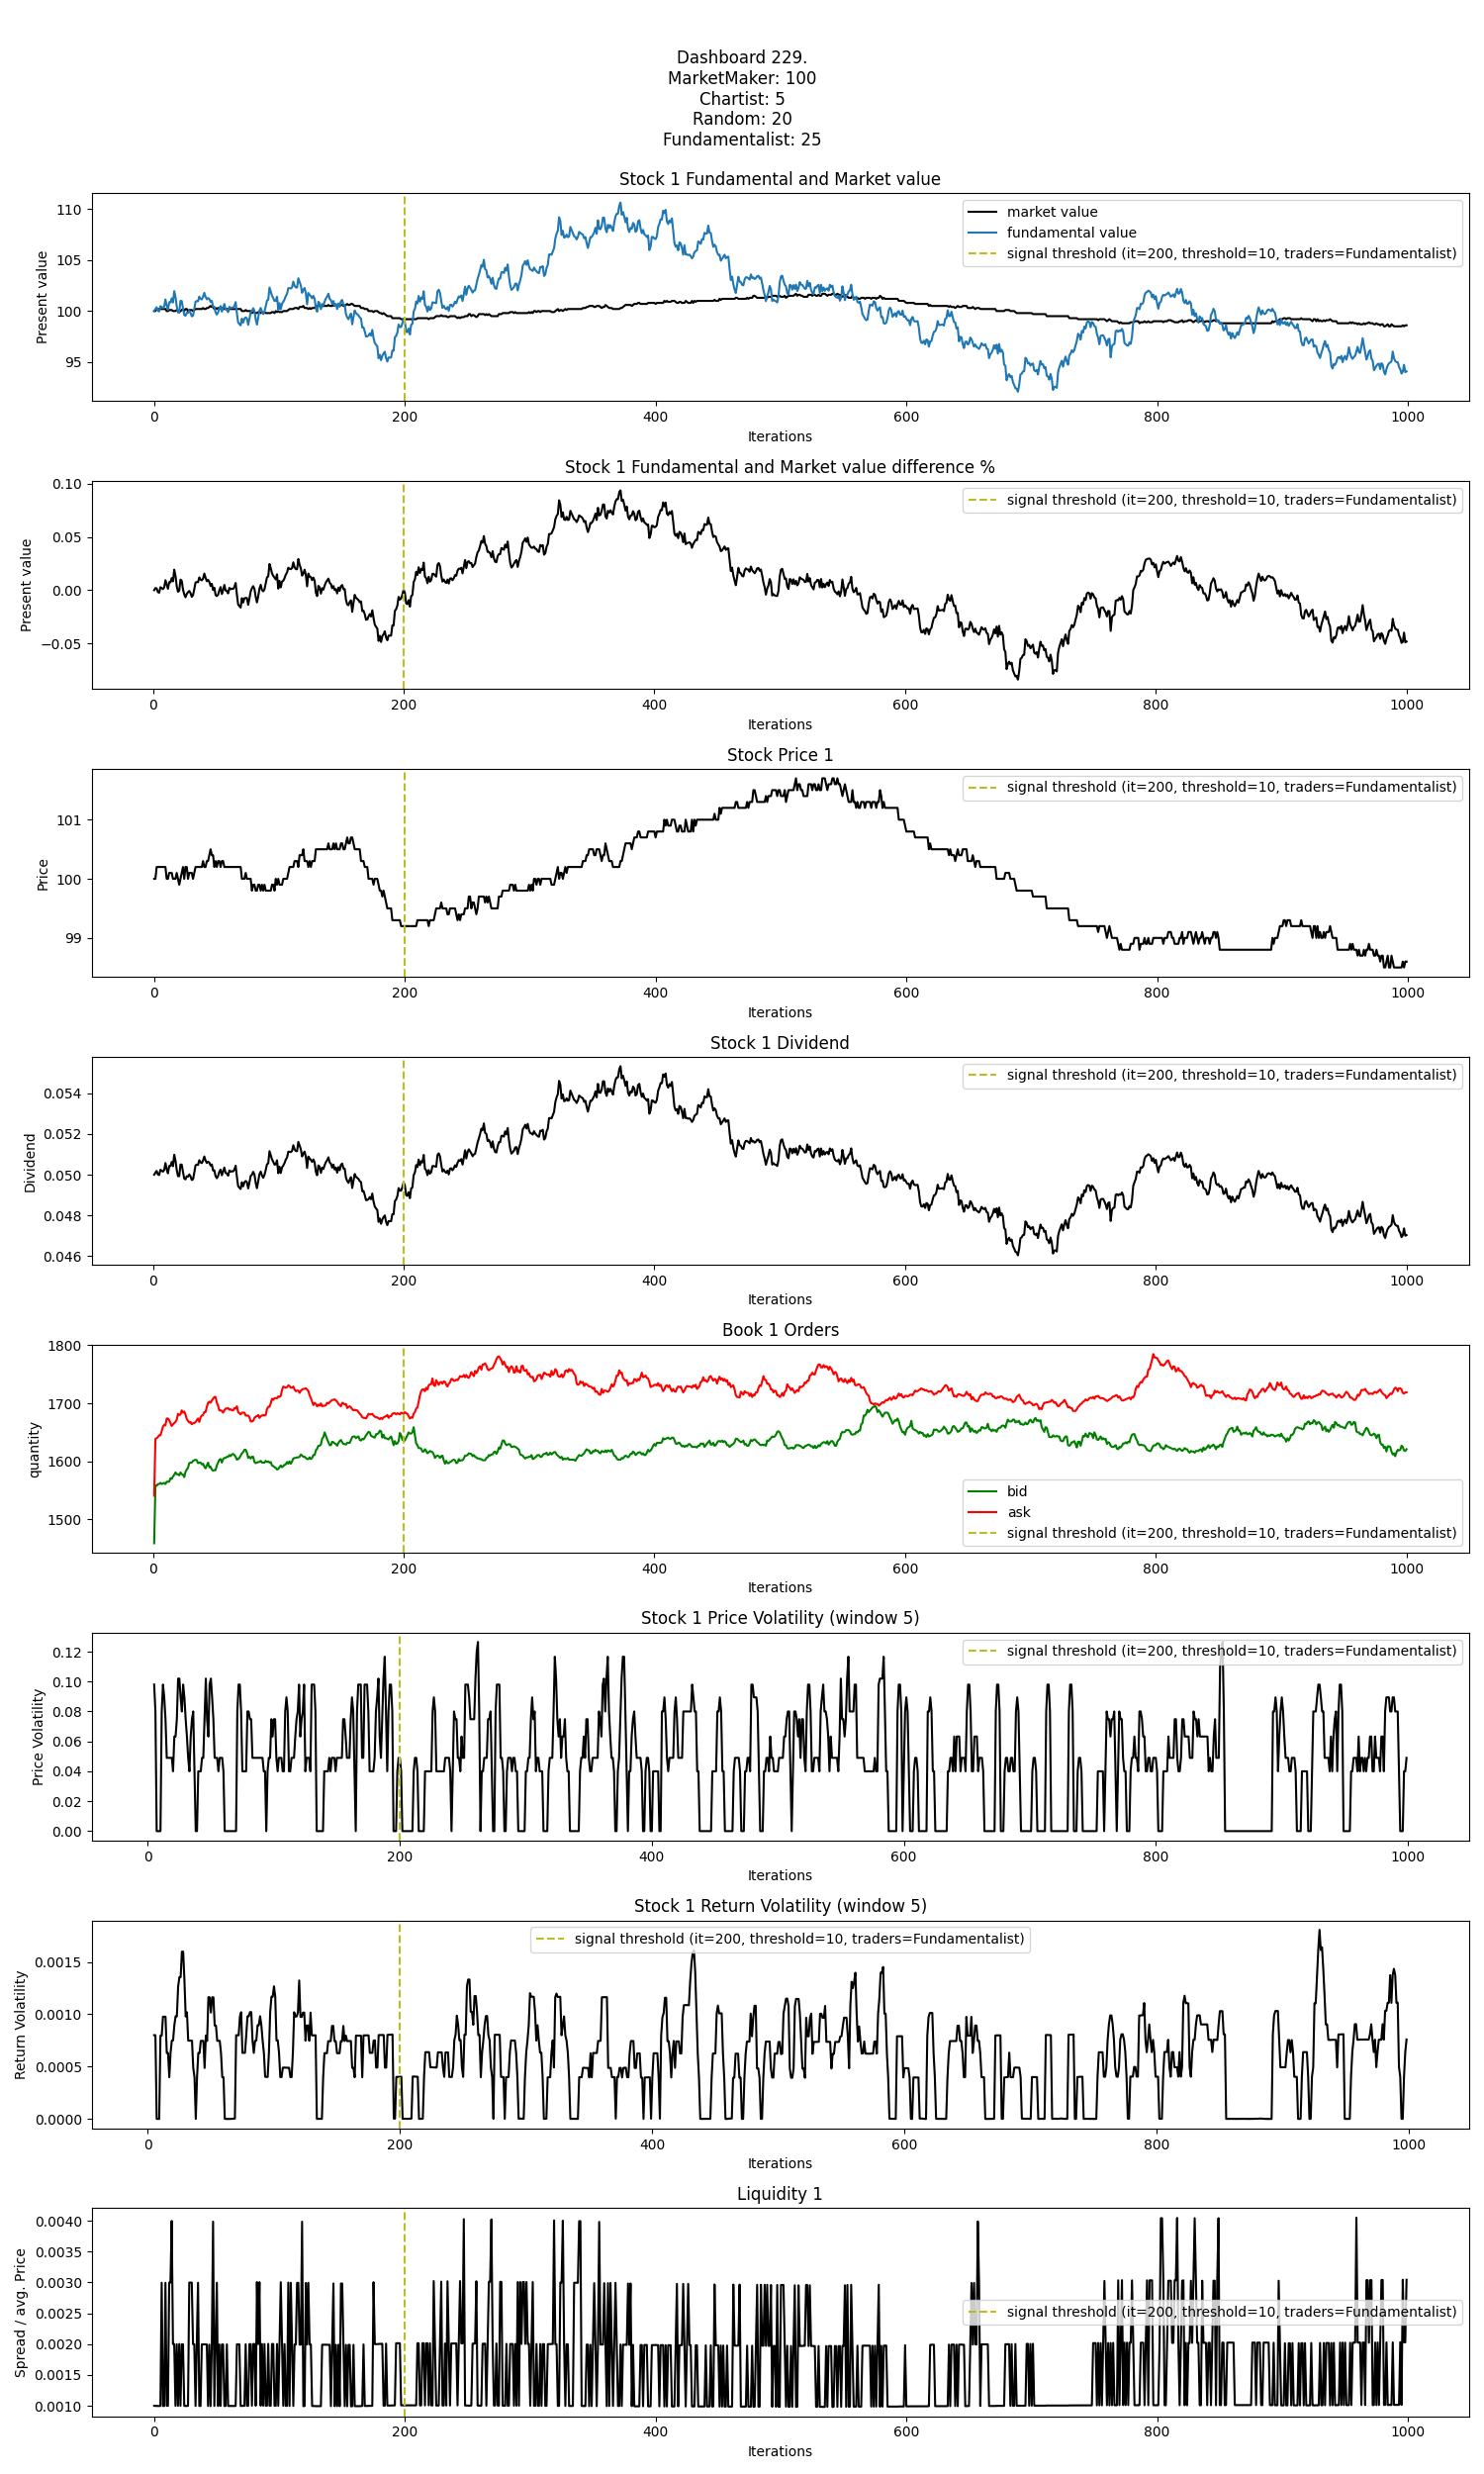 Dashboard 229.
MarketMaker: 100
Chartist: 5
Random: 20
Fundamentalist: 25
Stock 1 Fundamental and Market value
110
105
100
95
Present value
market value
fundamental value
signal threshold (it=200, threshold=10, traders=Fundamentalist)
0 200 400 600 800 1000
Iterations
Stock 1 Fundamental and Market value difference %
0.10
0.05
0.00
−0.05
Present value
signal threshold (it=200, threshold=10, traders=Fundamentalist)
0 200 400 600 800 1000
Iterations
Stock Price 1
101
100
99
Price
signal threshold (it=200, threshold=10, traders=Fundamentalist)
0 200 400 600 800 1000
Iterations
Stock 1 Dividend
0.054
0.052
0.050
0.048
0.046
Dividend
signal threshold (it=200, threshold=10, traders=Fundamentalist)
0 200 400 600 800 1000
Iterations
Book 1 Orders
1800
1700
1600
1500
quantity
bid
ask
signal threshold (it=200, threshold=10, traders=Fundamentalist)
0 200 400 600 800 1000
Iterations
Stock 1 Price Volatility (window 5)
0.12
0.10
0.08
0.06
0.04
0.02
0.00
Price Volatility
signal threshold (it=200, threshold=10, traders=Fundamentalist)
0 200 400 600 800 1000
Iterations
Stock 1 Return Volatility (window 5)
0.0015
0.0010
0.0005
0.0000
Return Volatility
signal threshold (it=200, threshold=10, traders=Fundamentalist)
0 200 400 600 800 1000
Iterations
Liquidity 1
0.0040
0.0035
0.0030
0.0025
0.0020
0.0015
0.0010
Spread / avg. Price
signal threshold (it=200, threshold=10, traders=Fundamentalist)
0 200 400 600 800 1000
Iterations